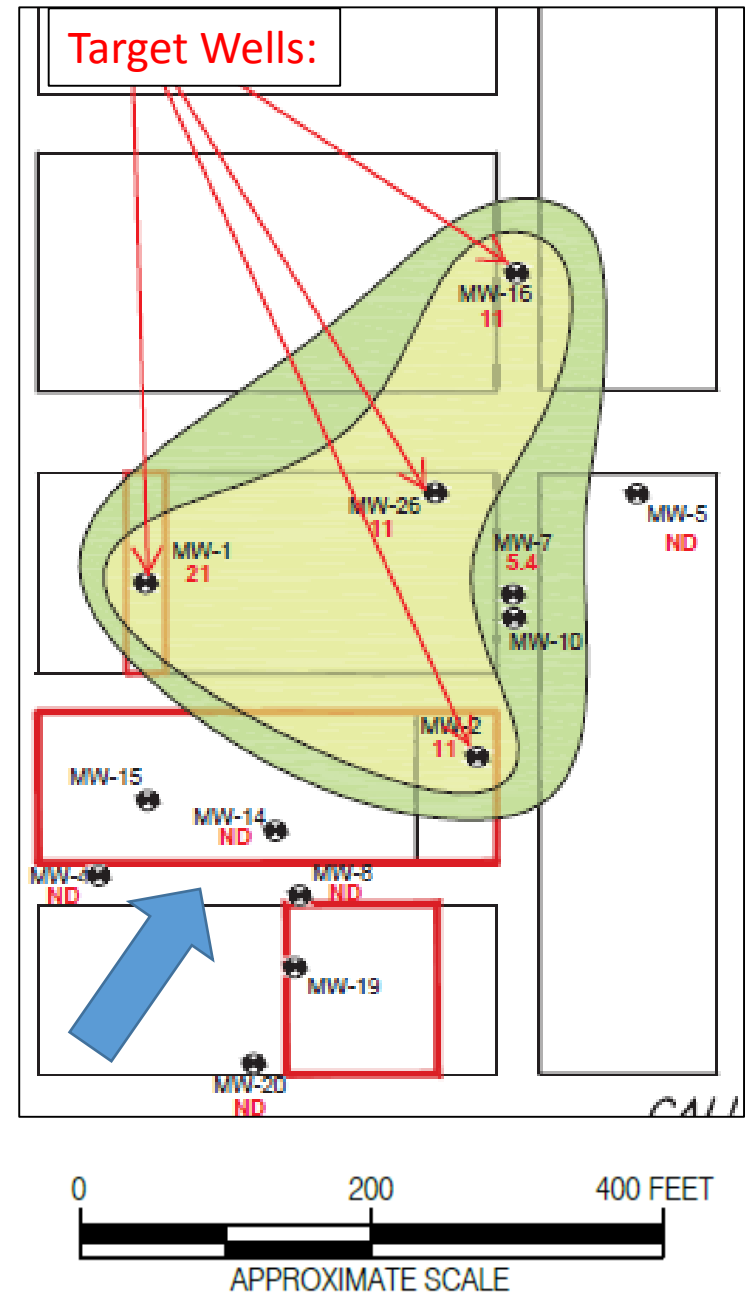 Target Wells:
MW-16
11
MW-26
11
MW-5
ND
MW-1
21
MW-7
5.4
MW-10
MW-2
11
MW-15
MW-14
ND
MW-4
ND
MW-8
ND
MW-19
MW-20
ND
0 200 400 FEET
APPROXIMATE SCALE